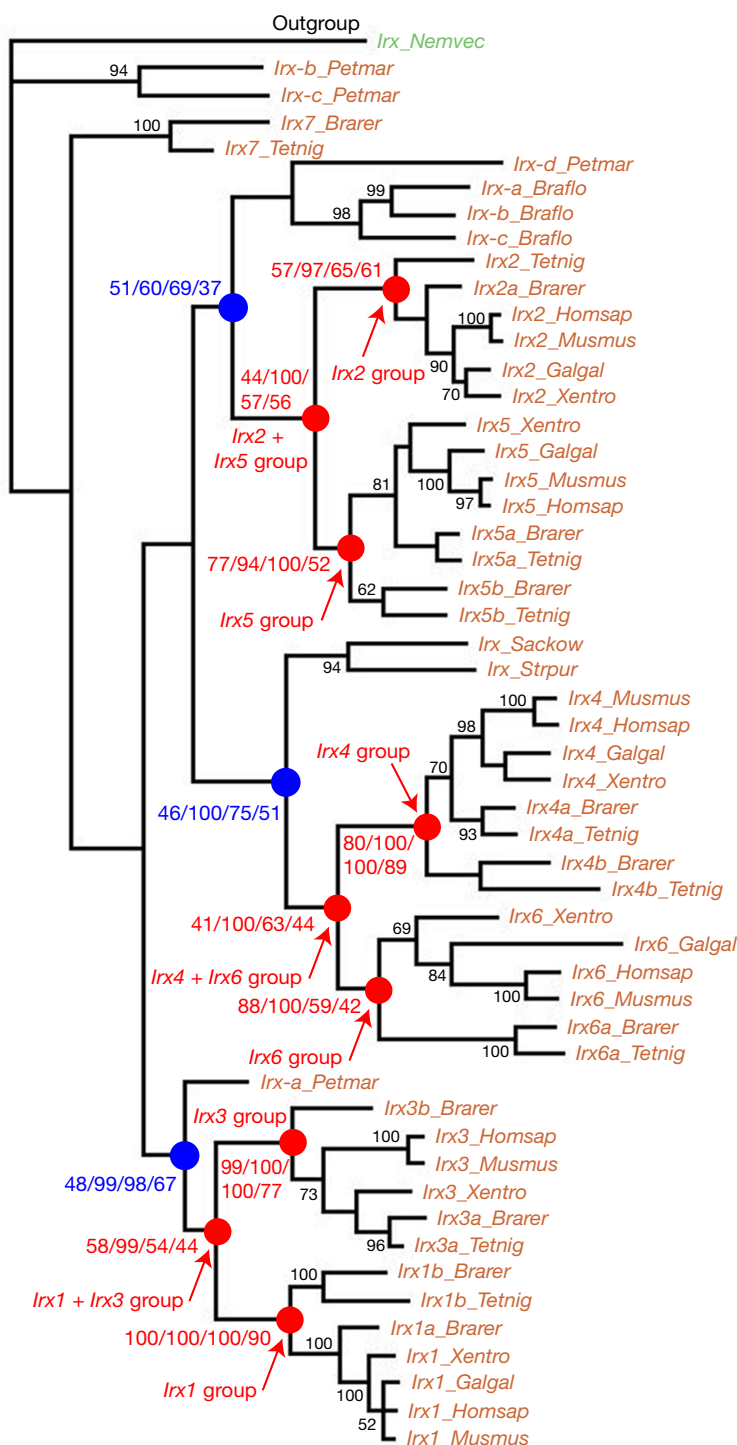 Outgroup
Irx_Nemvec
94
Irx-b_Petmar
Irx-c_Petmar
100
Irx7_Brarer
Irx7_Tetnig
Irx-d_Petmar
99
Irx-a_Braflo
98
Irx-b_Braflo
Irx-c_Braflo
57/97/65/61
Irx2_Tetnig
51/60/69/37
Irx2a_Brarer
100
Irx2_Homsap
Irx2_Musmus
90
Irx2 group
Irx2_Galgal
70
Irx2_Xentro
44/100/
57/56
Irx2 +
Irx5 group
Irx5_Xentro
Irx5_Galgal
81
100
Irx5_Musmus
97
Irx5_Homsap
Irx5a_Brarer
Irx5a_Tetnig
77/94/100/52
62
Irx5b_Brarer
Irx5b_Tetnig
Irx5 group
Irx_Sackow
94
Irx_Strpur
100
Irx4_Musmus
98
Irx4_Homsap
Irx4 group
Irx4_Galgal
70
Irx4_Xentro
Irx4a_Brarer
93
Irx4a_Tetnig
46/100/75/51
80/100/
100/89
Irx4b_Brarer
Irx4b_Tetnig
41/100/63/44
69
Irx6_Xentro
Irx6_Galgal
84
Irx4 + Irx6 group
Irx6_Homsap
100
Irx6_Musmus
88/100/59/42
Irx6a_Brarer
100
Irx6a_Tetnig
Irx6 group
Irx-a_Petmar
Irx3 group
Irx3b_Brarer
100
Irx3_Homsap
Irx3_Musmus
99/100/
100/77
73
48/99/98/67
Irx3_Xentro
Irx3a_Brarer
96
Irx3a_Tetnig
58/99/54/44
100
Irx1b_Brarer
Irx1b_Tetnig
Irx1 + Irx3 group
100/100/100/90
100
Irx1a_Brarer
Irx1_Xentro
100
Irx1_Galgal
Irx1 group
Irx1_Homsap
52
Irx1_Musmus